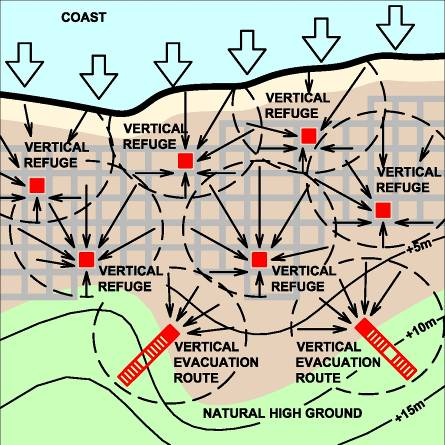 COAST
VERTICAL
REFUGE
VERTICAL
REFUGE
VERTICAL
REFUGE
VERTICAL
REFUGE
VERTICAL
REFUGE
VERTICAL
REFUGE
+5m
+10m
+15m
VERTICAL
EVACUATION
ROUTE
VERTICAL
EVACUATION
ROUTE
NATURAL HIGH GROUND